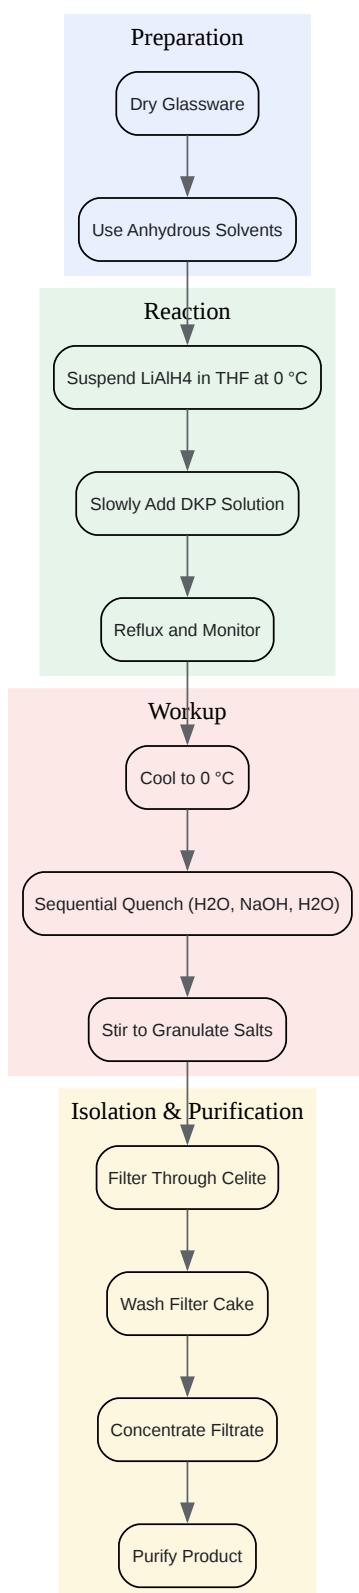 Preparation
Dry Glassware
Use Anhydrous Solvents
Reaction
Suspend LiAlH4 in THF at 0 °C
Slowly Add DKP Solution
Reflux and Monitor
Workup
Cool to 0 °C
Sequential Quench (H2O, NaOH, H2O)
Stir to Granulate Salts
Isolation & Purification
Filter Through Celite
Wash Filter Cake
Concentrate Filtrate
Purify Product